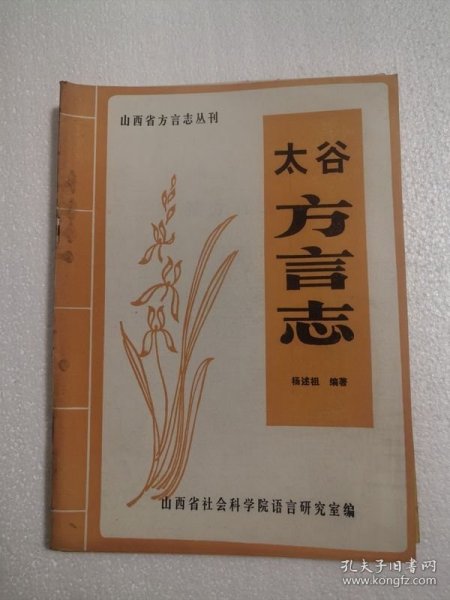 山西省方言志丛刊
太谷
方言志
杨述祖 编著
山西省社会科学院语言研究室编
孔夫子旧书网
www.kongfz.com